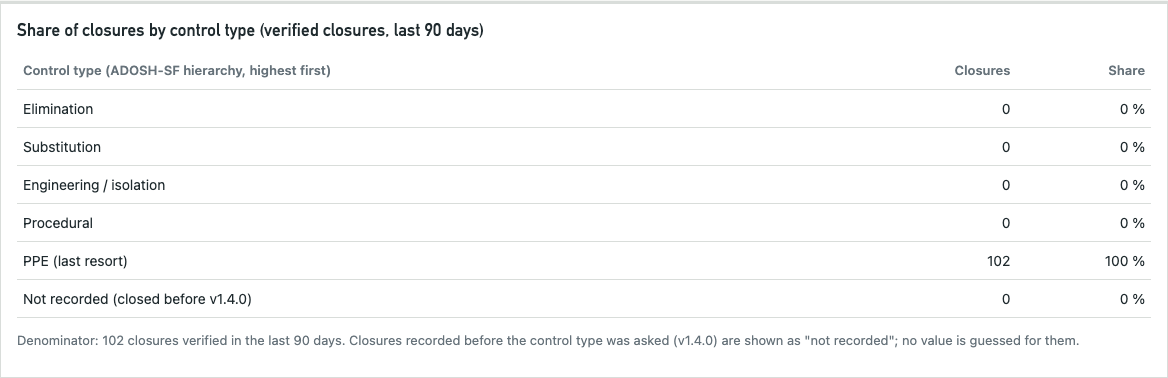 Share of closures by control type (verified closures, last 90 days)
Control type (ADOSH-SF hierarchy, highest first) Closures Share
Elimination 0 0 %
Substitution 0 0 %
Engineering / isolation 0 0 %
Procedural 0 0 %
PPE (last resort) 102 100 %
Not recorded (closed before v1.4.0) 0 0 %
Denominator: 102 closures verified in the last 90 days. Closures recorded before the control type was asked (v1.4.0) are shown as "not recorded"; no value is guessed for them.